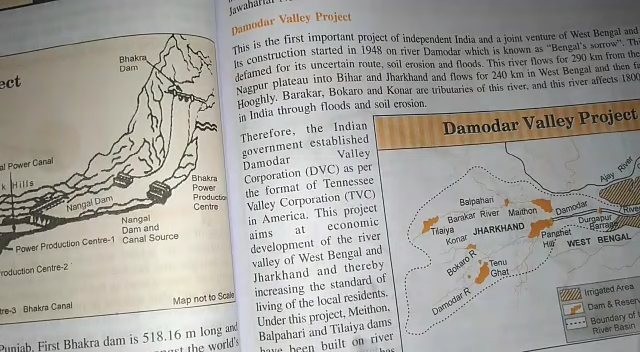 ect
Bhakra
Dam
al Power Canal
k Hills
Nangal Dam
Bhakra
Power
Productio
Centre
Nangal
Dam and
Canal Source
Power Production Centre-1
roduction Centre-2
tre-3 Bhakra Canal
Map not to Scale
Punjab. First Bhakra dam is 518.16 m long and
ngst the world's
Jawaharlal
Damodar Valley Project
This is the first important project of independent India and a joint venture of West Bengal and
Its construction started in 1948 on river Damodar which is known as "Bengal's sorrow". The
defamed for its uncertain route, soil erosion and floods. This river flows for 290 km from the
Nagpur plateau into Bihar and Jharkhand and flows for 240 km in West Bengal and then fa
Hooghly. Barakar, Bokaro and Konar are tributaries of this river, and this river affects 1800
in India through floods and soil erosion.
Therefore, the Indian
government established
Damodar Valley
Corporation (DVC) as per
the format of Tennessee
Valley Corporation (TVC)
in America. This project
aims at economic
development of the river
valley of West Bengal and
Jharkhand and thereby
increasing the standard of
living of the local residents.
Under this project, Meithon,
Balpahari and Tilaiya dams
have been built on river
has
Damodar Valley Project
Ajay River
Balpahari
Barakar River
Maithon
Damodar
River
Tilaiya
Konar
JHARKHAND
Durgapur
Barrage
Panchet
Hill
WEST BENGAL
Bokaro R
Tenu
Ghat
Damodar R
Irrigated Area
Dam & Reser
Boundary of
River Basin